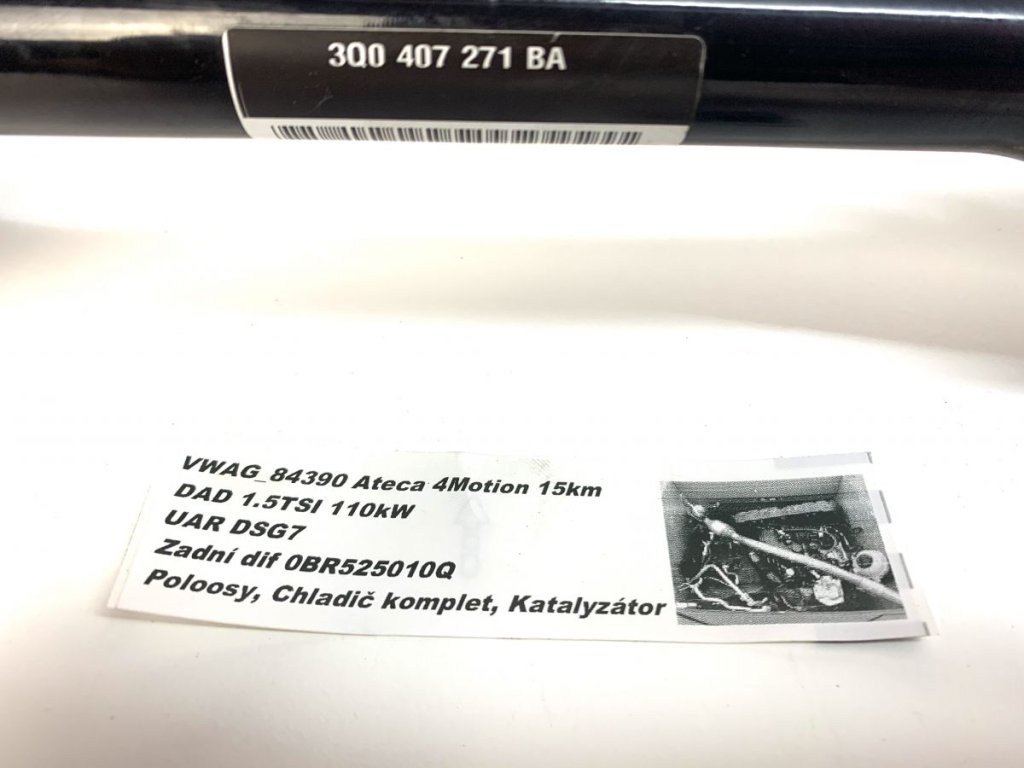 3Q0 407 271 BA
VWAG_84390 Ateca 4Motion 15km
DAD 1.5TSI 110kW
UAR DSG7
Zadní dif 0BR525010Q
Poloosy, Chladič komplet, Katalyzátor